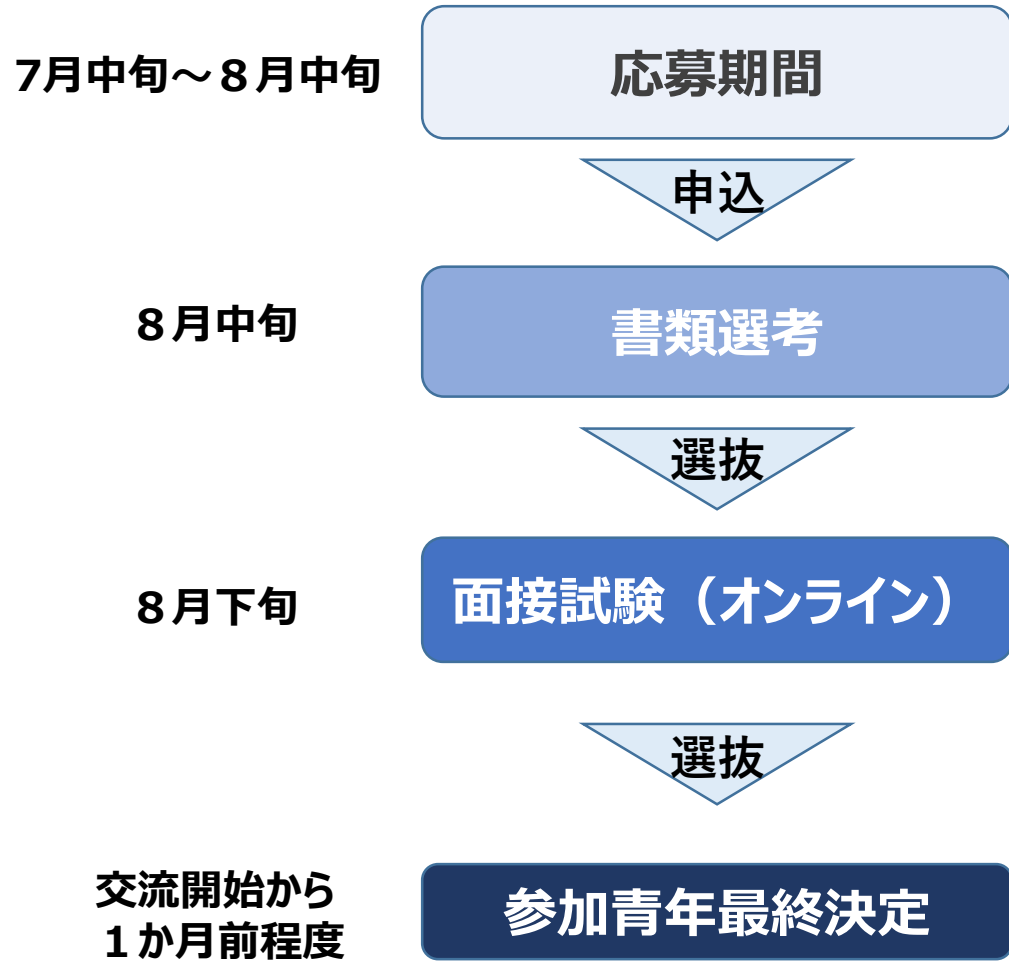 7月中旬～８月中旬
応募期間
申込
８月中旬
書類選考
選抜
８月下旬
面接試験（オンライン）
選抜
交流開始から
１か月前程度
参加青年最終決定